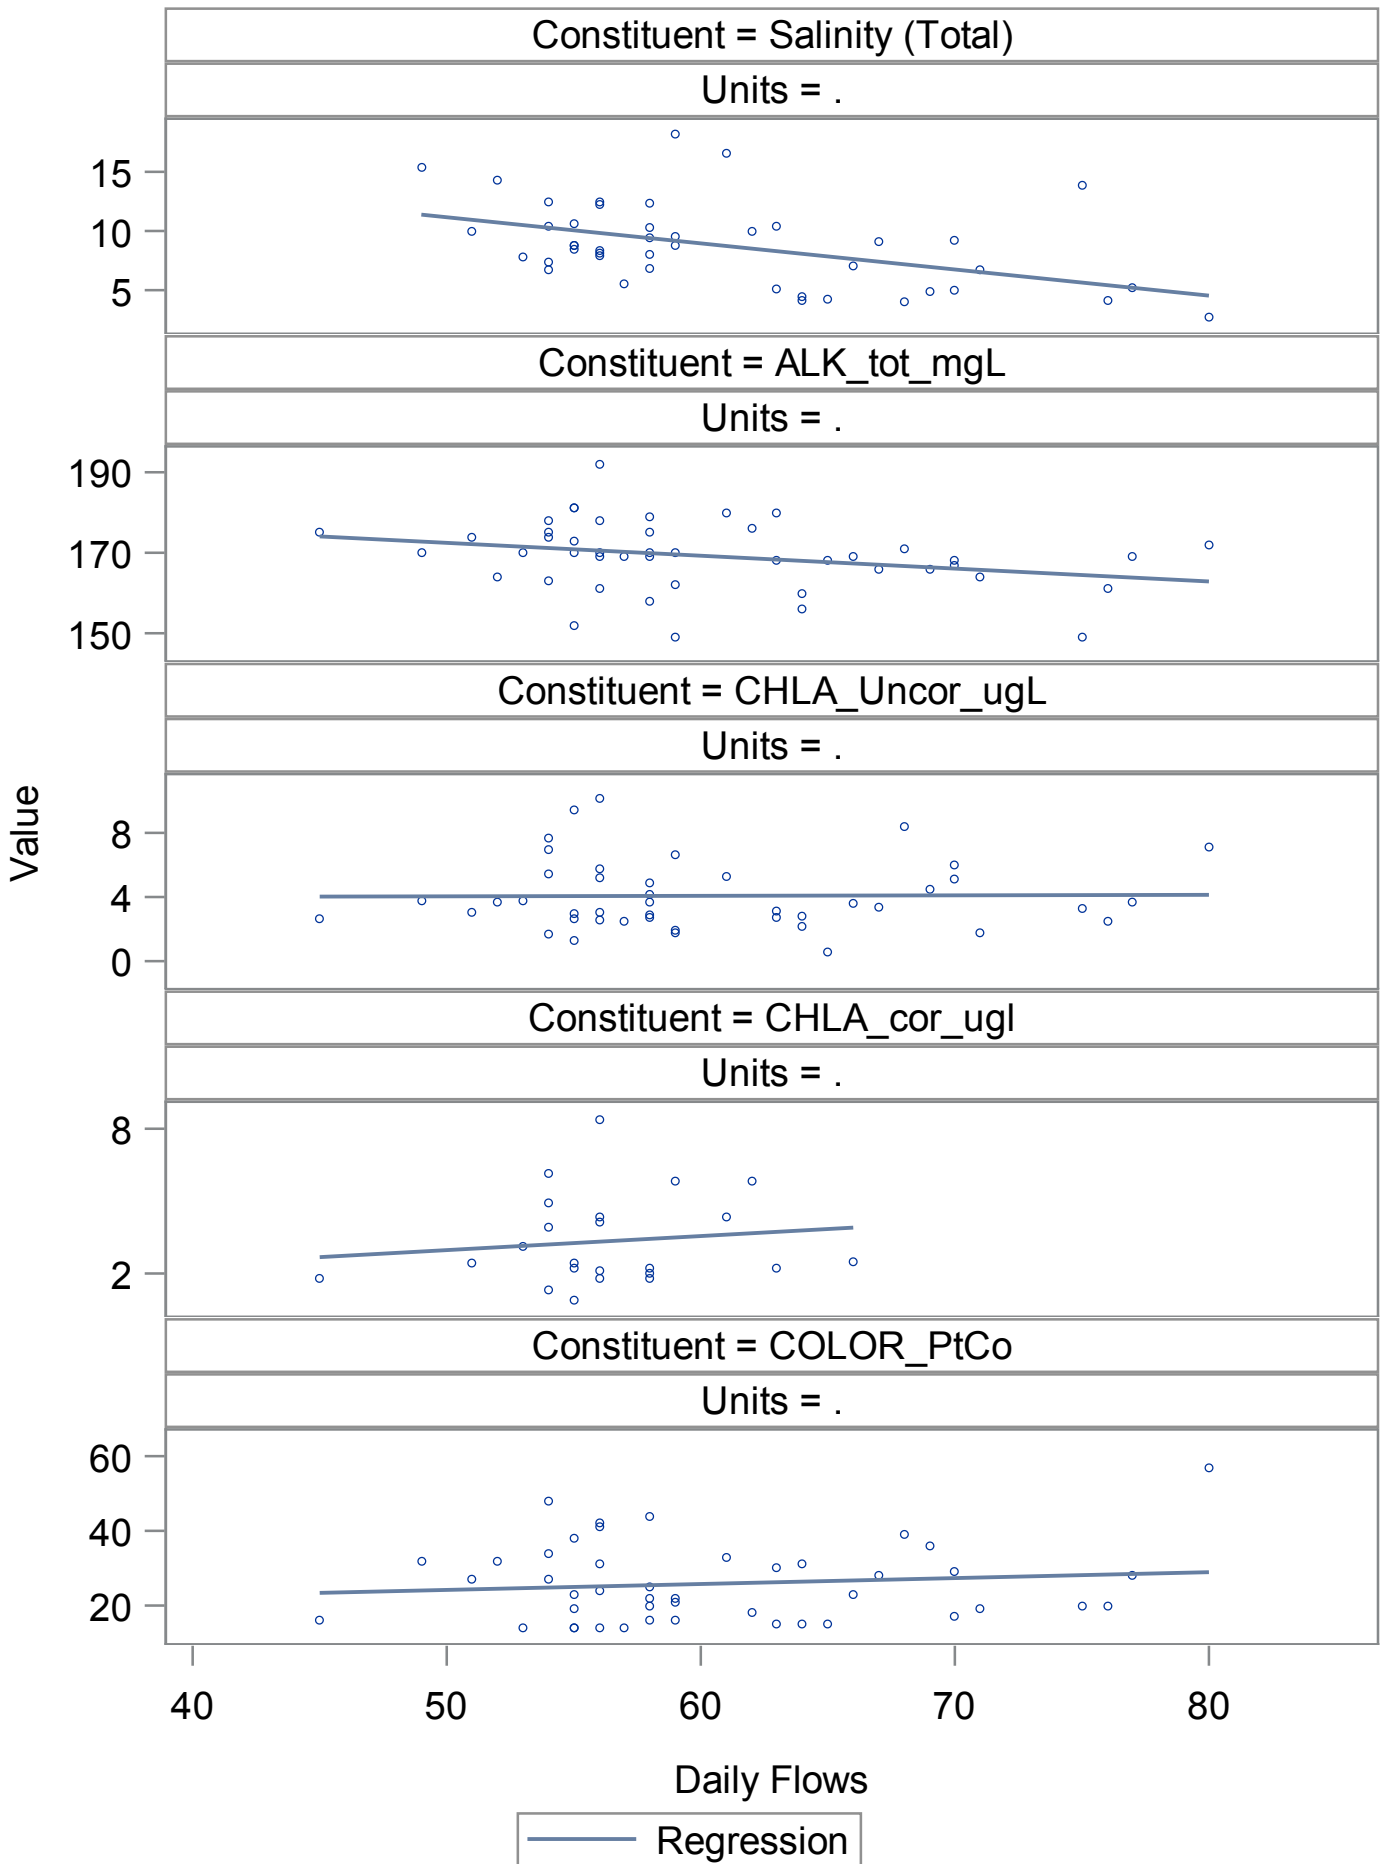 Constituent = Salinity (Total)
Units = .
15
10
5
Constituent = ALK_tot_mgL
Units = .
190
170
150
Constituent = CHLA_Uncor_ugL
Units = .
8
4
0
Value
Constituent = CHLA_cor_ugl
Units = .
8
2
Constituent = COLOR_PtCo
Units = .
60
40
20
40 50 60 70 80
Daily Flows
Regression